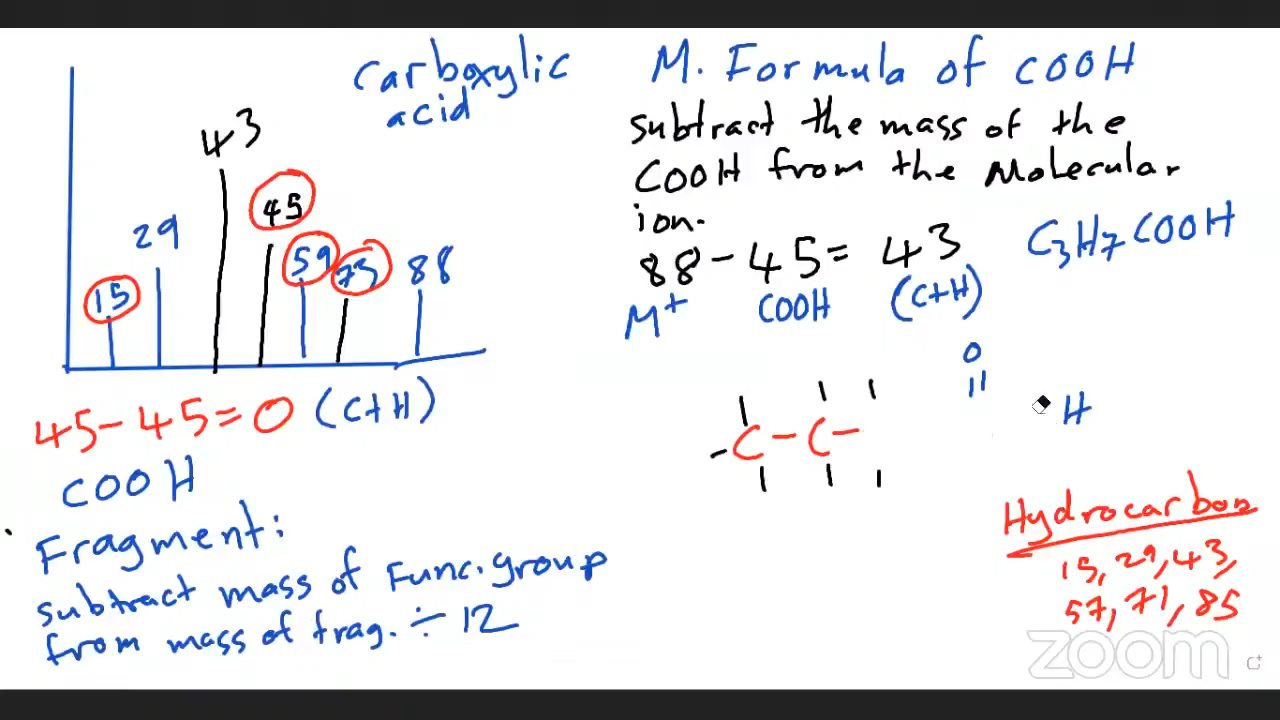 Carboxylic
acid
43
45
29
59
73
88
15
45-45=0 (C+H)
COOH
Fragment:
subtract mass of Func.group
from mass of frag. ÷ 12
M. Formula of COOH
subtract the mass of the
COOH from the Molecular
ion.
88-45= 43
C3H7COOH
M+ COOH (C+H)
O
H
C-C-
Hydrocarbon
15, 29, 43,
57, 71, 85
zoom